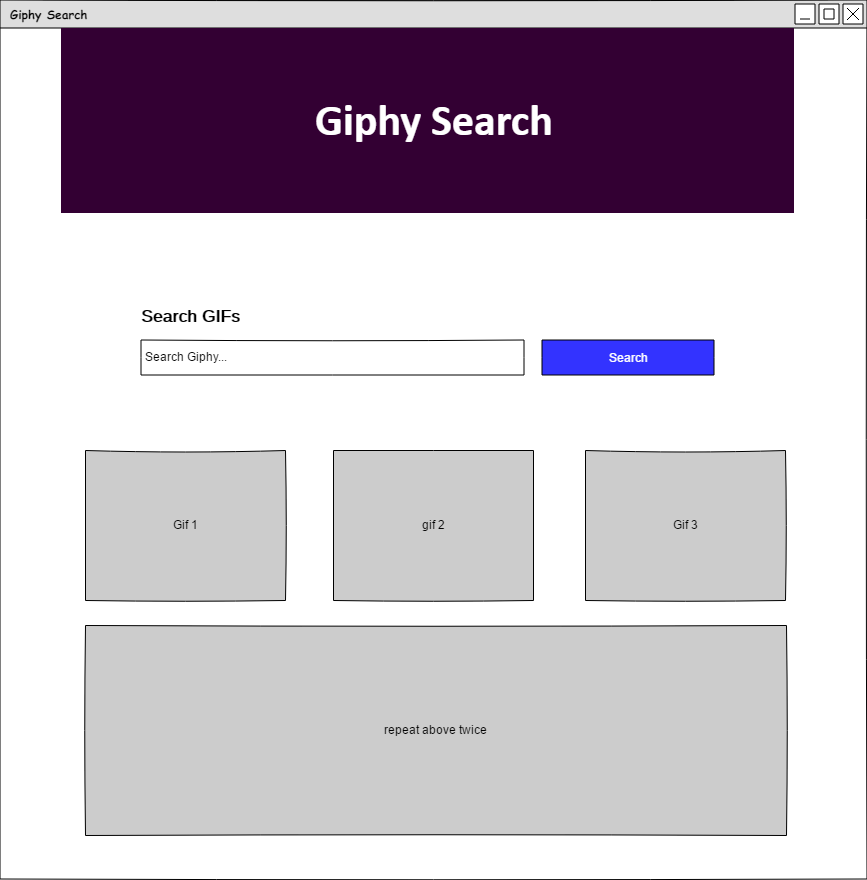 Giphy Search
Giphy Search
Search GIFs
Search Giphy...
Search
Gif 1
gif 2
Gif 3
repeat above twice